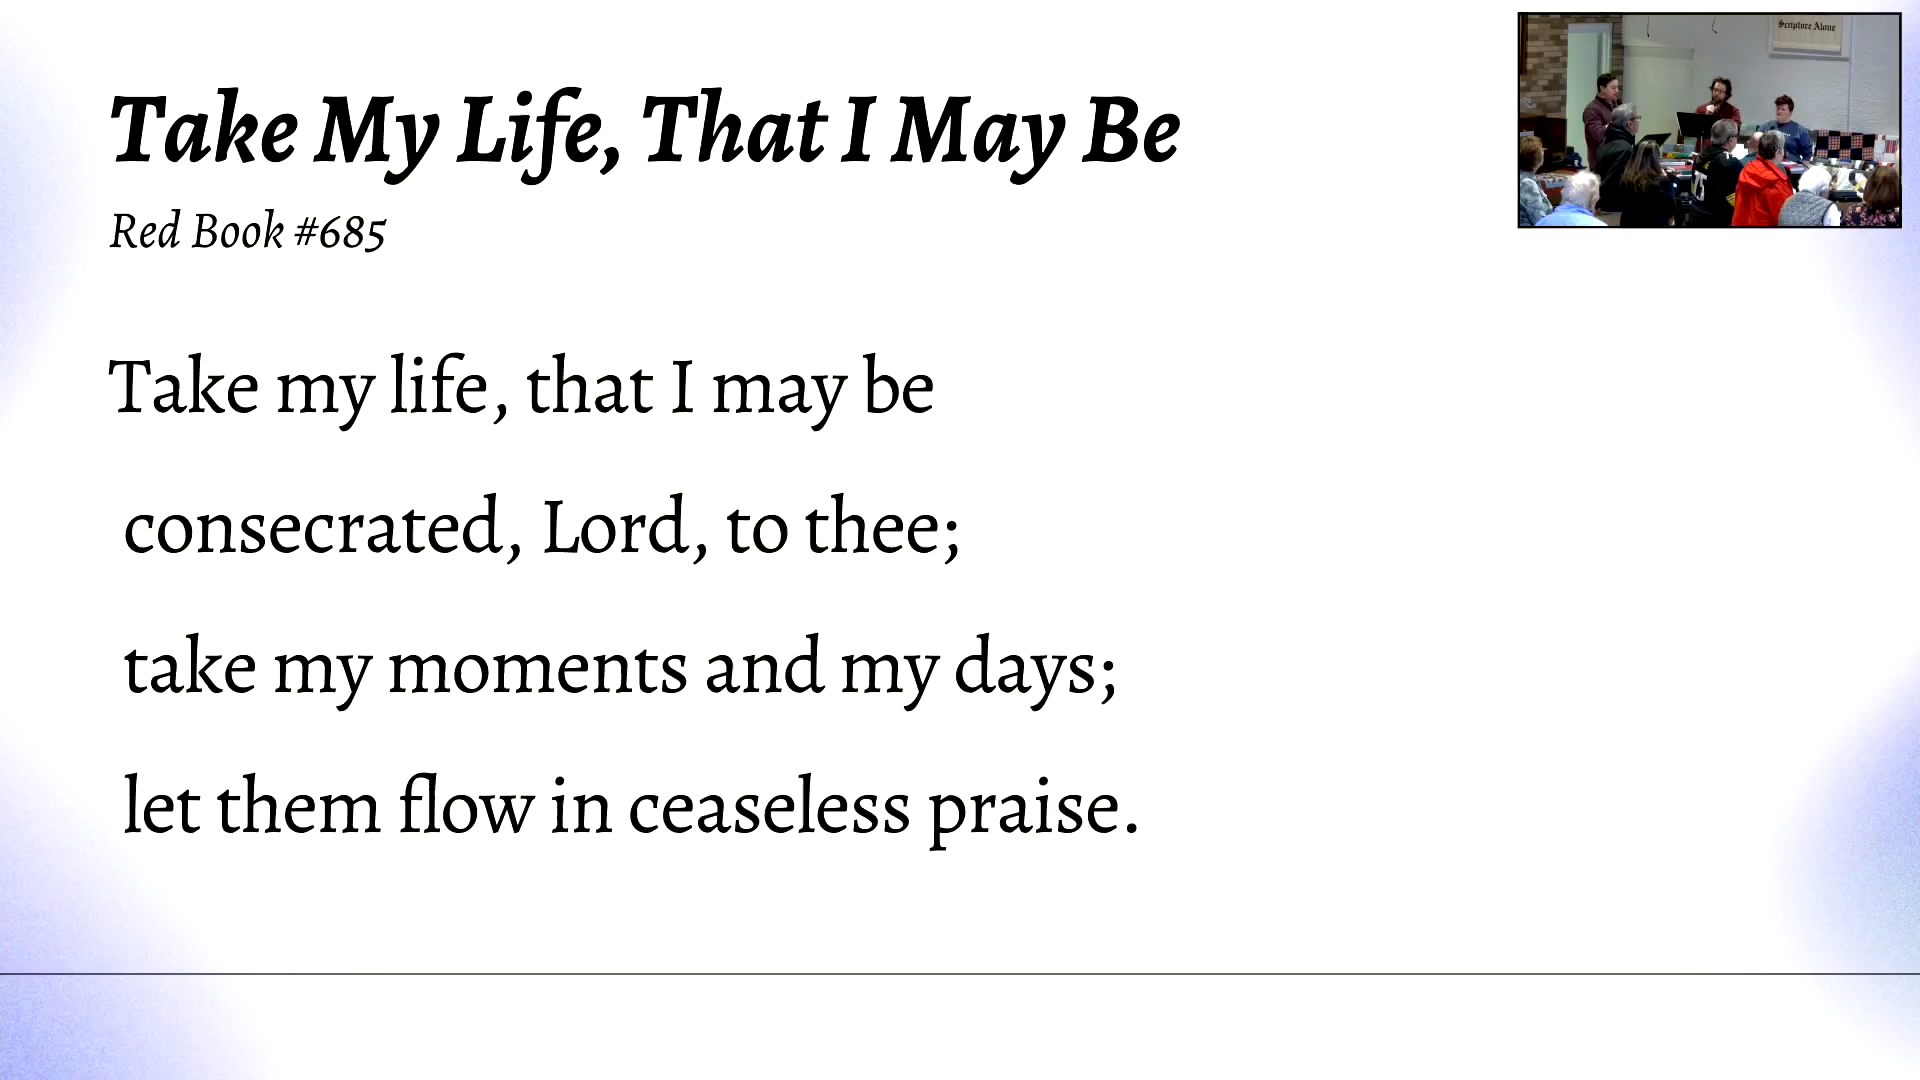 Take My Life, That I May Be
Red Book #685
Scripture Alone
Take my life, that I may be
consecrated, Lord, to thee;
take my moments and my days;
let them flow in ceaseless praise.